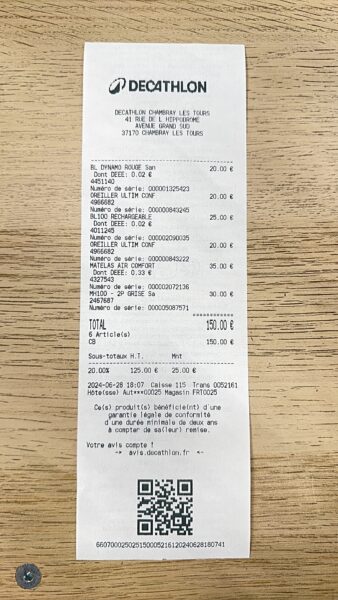 DECATHLON
DECATHLON CHAMBRAY LES TOURS
41 RUE DE L HIPPODROME
AVENUE GRAND SUD
37170 CHAMBRAY LES TOURS
BL DYNAMO ROUGE San 20.00 €
Dont DEEE: 0.02 €
4451140
Numéro de série: 000001325423
OREILLER ULTIM CONF 20.00 €
4966682
Numéro de série: 000000843245
BL100 RECHARGEABLE 25.00 €
Dont DEEE: 0.02 €
4011245
Numéro de série: 000002090035
OREILLER ULTIM CONF 20.00 €
4966682
Numéro de série: 000000843222
MATELAS AIR COMFORT 35.00 €
Dont DEEE: 0.33 €
4327543
Numéro de série: 000002072136
MH100 - 2P GRISE Sa 30.00 €
2467687
Numéro de série: 000005087571
TOTAL 150.00 €
6 Article(s)
CB 150.00 €
Sous-totaux H.T. Mnt
20.00% 125.00 € 25.00 €
2024-06-28 18:07 Caisse 115 Trans 0052161
Hôte(sse) Aut***00025 Magasin FRT0025
Ce(s) produit(s) bénéficie(nt) d'une
garantie légale de conformité
d'une durée minimale de deux ans
à compter de sa(leur) remise.
Votre avis compte !
-> avis.decathlon.fr <-
660700025025150005216120240628180741